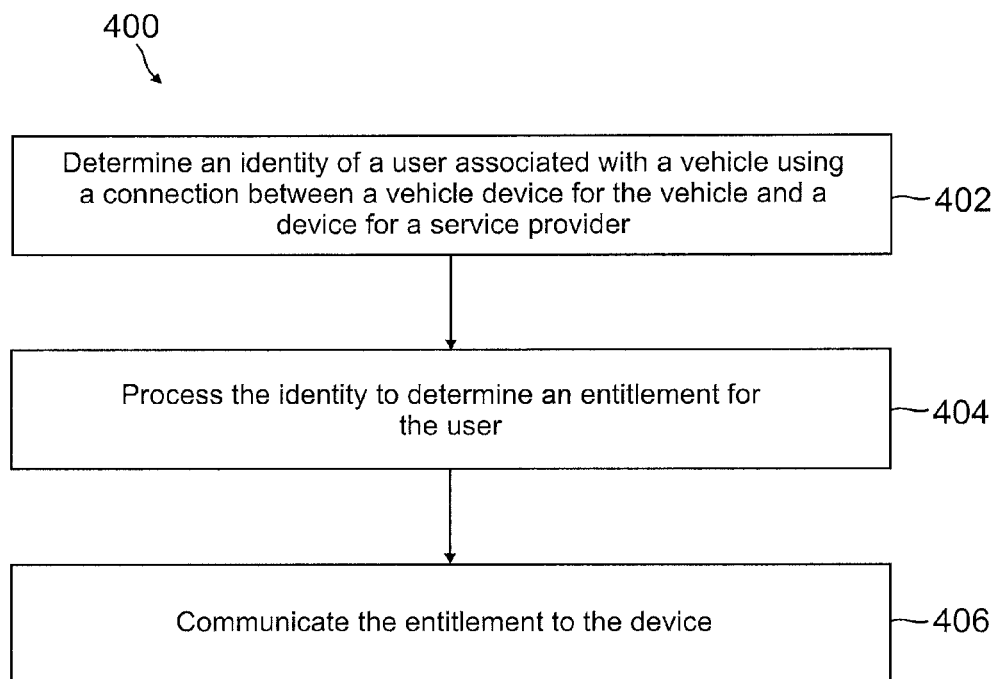 400
Determine an identity of a user associated with a vehicle using
a connection between a vehicle device for the vehicle and a
device for a service provider
402
Process the identity to determine an entitlement for
the user
404
Communicate the entitlement to the device
406